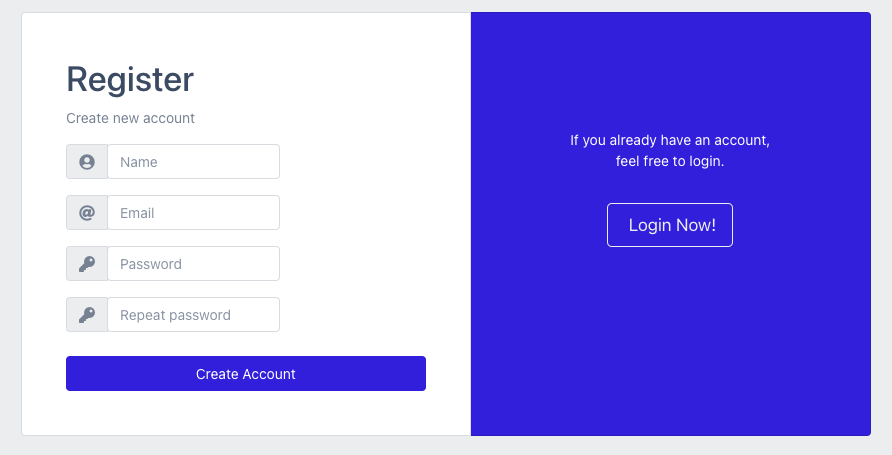 Register
Create new account
Name
@
Email
Password
Repeat password
Create Account
If you already have an account,
feel free to login.
Login Now!